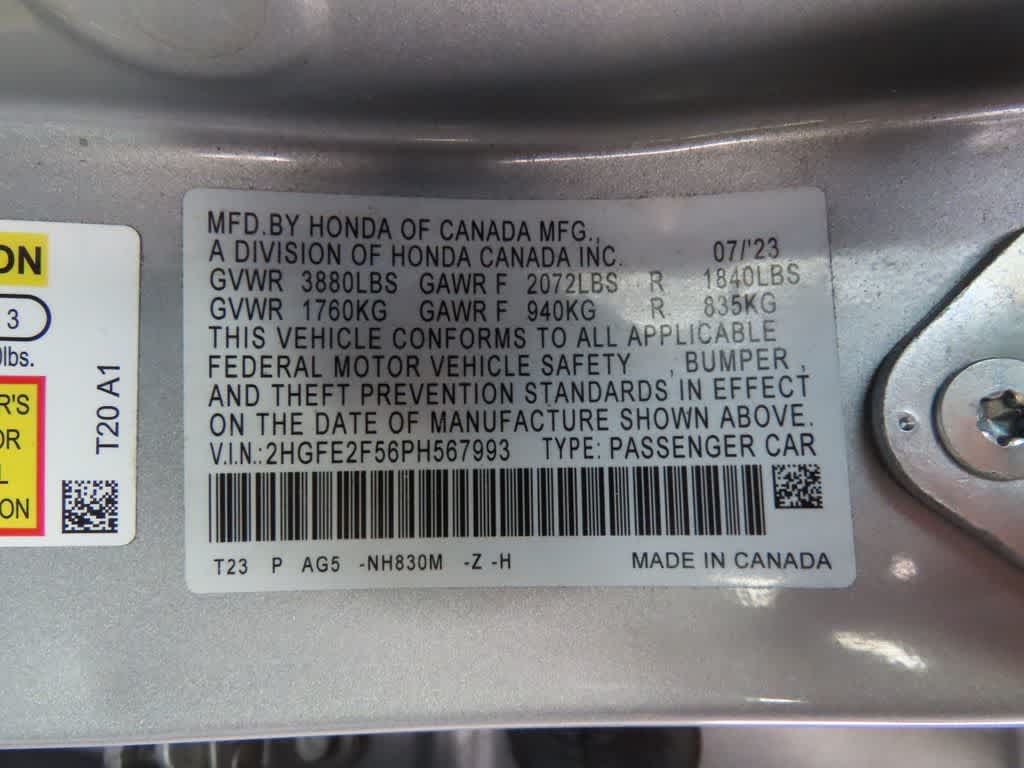 MFD.BY HONDA OF CANADA MFG.,
A DIVISION OF HONDA CANADA INC. 07/'23
GVWR 3880LBS GAWR F 2072LBS R 1840LBS
GVWR 1760KG GAWR F 940KG R 835KG
THIS VEHICLE CONFORMS TO ALL APPLICABLE
FEDERAL MOTOR VEHICLE SAFETY , BUMPER ,
AND THEFT PREVENTION STANDARDS IN EFFECT
ON THE DATE OF MANUFACTURE SHOWN ABOVE.
V.I.N.:2HGFE2F56PH567993 TYPE: PASSENGER CAR
T23 P AG5 -NH830M -Z -H MADE IN CANADA
3
lbs.
T20 A1